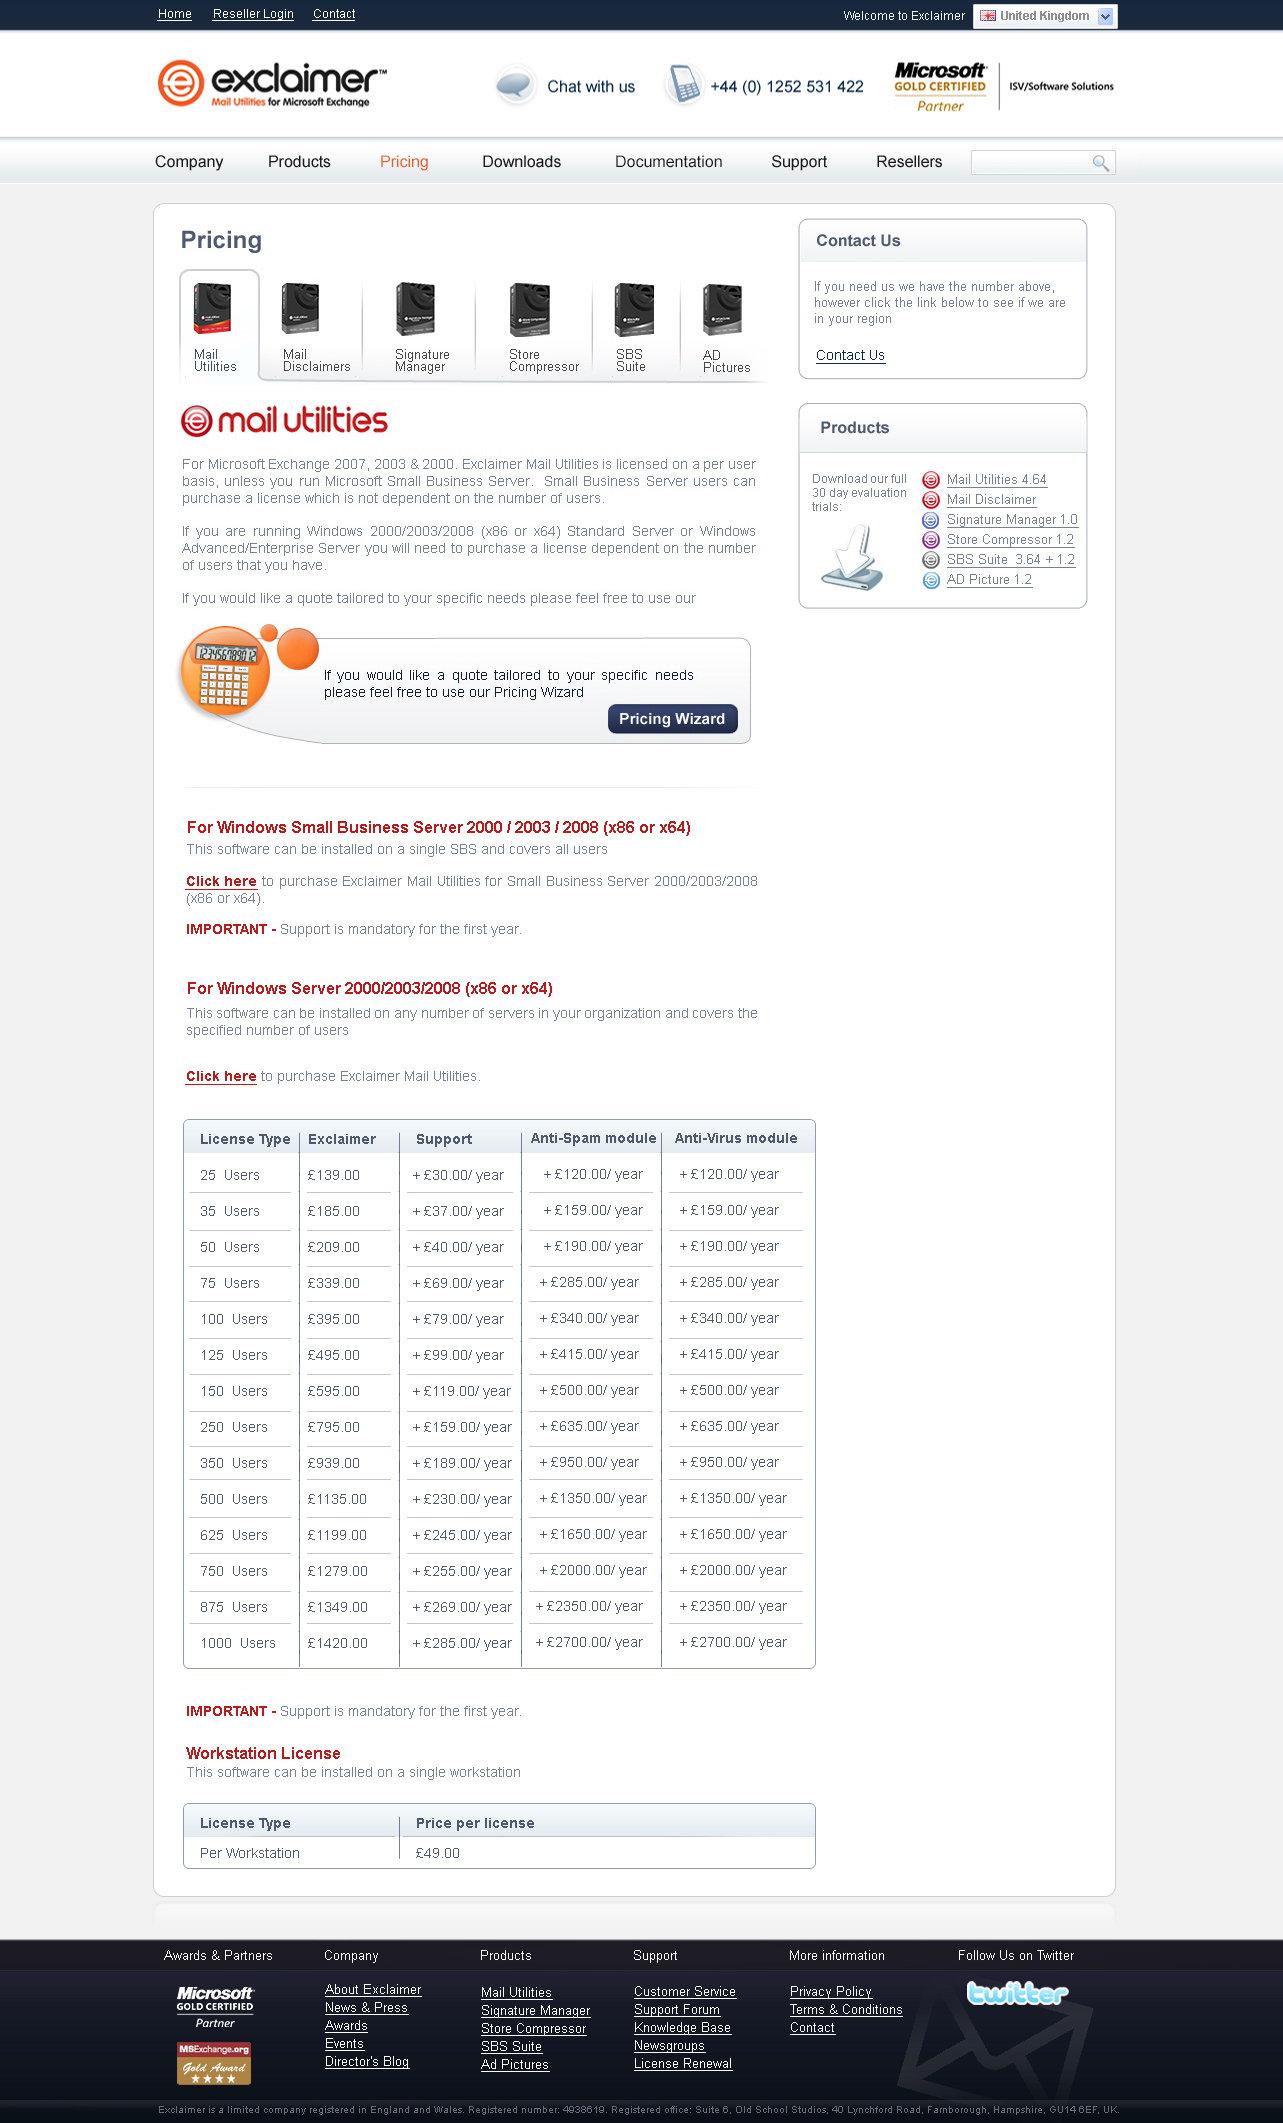 Home Reseller Login Contact Welcome to Exclaimer United Kingdom
exclaimer™
Mail Utilities for Microsoft Exchange
Chat with us
+44 (0) 1252 531 422
Microsoft
GOLD CERTIFIED
Partner
ISV/Software Solutions
Company Products Pricing Downloads Documentation Support Resellers
Pricing
Mail
Utilities
Mail
Disclaimers
Signature
Manager
Store
Compressor
SBS
Suite
AD
Pictures
Contact Us
If you need us we have the number above,
however click the link below to see if we are
in your region
Contact Us
mail utilities
For Microsoft Exchange 2007, 2003 & 2000. Exclaimer Mail Utilities is licensed on a per user
basis, unless you run Microsoft Small Business Server. Small Business Server users can
purchase a license which is not dependent on the number of users.
If you are running Windows 2000/2003/2008 (x86 or x64) Standard Server or Windows
Advanced/Enterprise Server you will need to purchase a license dependent on the number
of users that you have.
If you would like a quote tailored to your specific needs please feel free to use our
Products
Download our full
30 day evaluation
trials:
Mail Utilities 4.64
Mail Disclaimer
Signature Manager 1.0
Store Compressor 1.2
SBS Suite 3.64 + 1.2
AD Picture 1.2
123456789012
If you would like a quote tailored to your specific needs
please feel free to use our Pricing Wizard
Pricing Wizard
For Windows Small Business Server 2000 / 2003 / 2008 (x86 or x64)
This software can be installed on a single SBS and covers all users
Click here to purchase Exclaimer Mail Utilities for Small Business Server 2000/2003/2008
(x86 or x64).
IMPORTANT - Support is mandatory for the first year.
For Windows Server 2000/2003/2008 (x86 or x64)
This software can be installed on any number of servers in your organization and covers the
specified number of users
Click here to purchase Exclaimer Mail Utilities.
License Type Exclaimer Support Anti-Spam module Anti-Virus module
25 Users £139.00 + £30.00/ year + £120.00/ year + £120.00/ year
35 Users £185.00 + £37.00/ year + £159.00/ year + £159.00/ year
50 Users £209.00 + £40.00/ year + £190.00/ year + £190.00/ year
75 Users £339.00 + £69.00/ year + £285.00/ year + £285.00/ year
100 Users £395.00 + £79.00/ year + £340.00/ year + £340.00/ year
125 Users £495.00 + £99.00/ year + £415.00/ year + £415.00/ year
150 Users £595.00 + £119.00/ year + £500.00/ year + £500.00/ year
250 Users £795.00 + £159.00/ year + £635.00/ year + £635.00/ year
350 Users £939.00 + £189.00/ year + £950.00/ year + £950.00/ year
500 Users £1135.00 + £230.00/ year + £1350.00/ year + £1350.00/ year
625 Users £1199.00 + £245.00/ year + £1650.00/ year + £1650.00/ year
750 Users £1279.00 + £255.00/ year + £2000.00/ year + £2000.00/ year
875 Users £1349.00 + £269.00/ year + £2350.00/ year + £2350.00/ year
1000 Users £1420.00 + £285.00/ year + £2700.00/ year + £2700.00/ year
IMPORTANT - Support is mandatory for the first year.
Workstation License
This software can be installed on a single workstation
License Type Price per license
Per Workstation £49.00
Awards & Partners
Microsoft
GOLD CERTIFIED
Partner
MSExchange.org
Gold Award
Company
About Exclaimer
News & Press
Awards
Events
Director's Blog
Products
Mail Utilities
Signature Manager
Store Compressor
SBS Suite
Ad Pictures
Support
Customer Service
Support Forum
Knowledge Base
Newsgroups
License Renewal
More information
Privacy Policy
Terms & Conditions
Contact
Follow Us on Twitter
twitter
Exclaimer is a limited company registered in England and Wales. Registered number: 4938619. Registered office: Suite 6, Old School Studios, 40 Lynchford Road, Farnborough, Hampshire, GU14 6EF, UK.